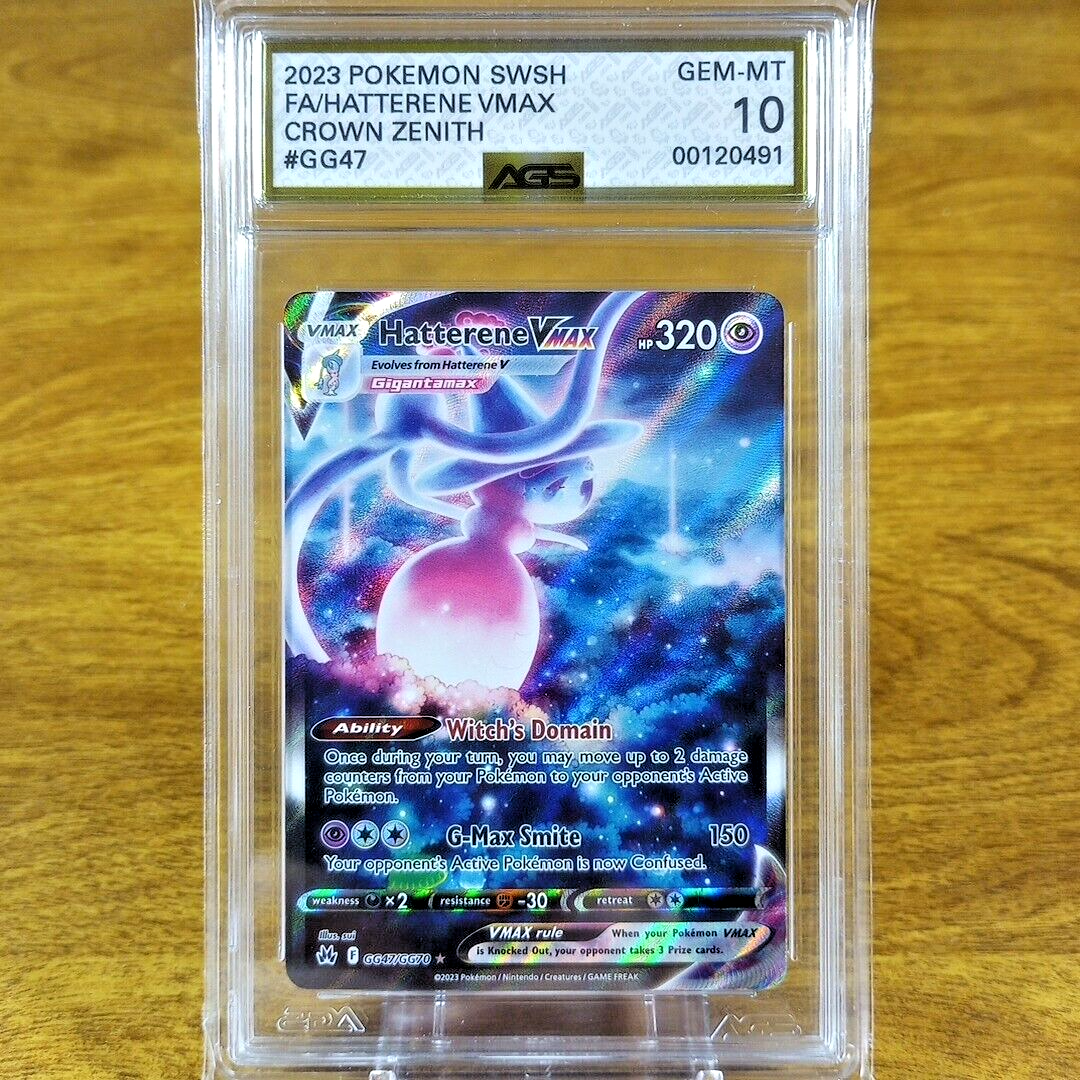 2023 POKEMON SWSH
FA/HATTERENE VMAX
CROWN ZENITH
#GG47
GEM-MT
10
00120491
AGS
VMAX Hatterene VMAX HP 320
Evolves from Hatterene V
Gigantamax
Ability Witch's Domain
Once during your turn, you may move up to 2 damage
counters from your Pokémon to your opponent's Active
Pokémon.
G-Max Smite 150
Your opponent's Active Pokémon is now Confused.
weakness ×2 resistance -30 retreat
VMAX rule When your Pokémon VMAX
is Knocked Out, your opponent takes 3 Prize cards.
Illus. sui
F GG47/GG70
©2023 Pokémon / Nintendo / Creatures / GAME FREAK
AGS AGS